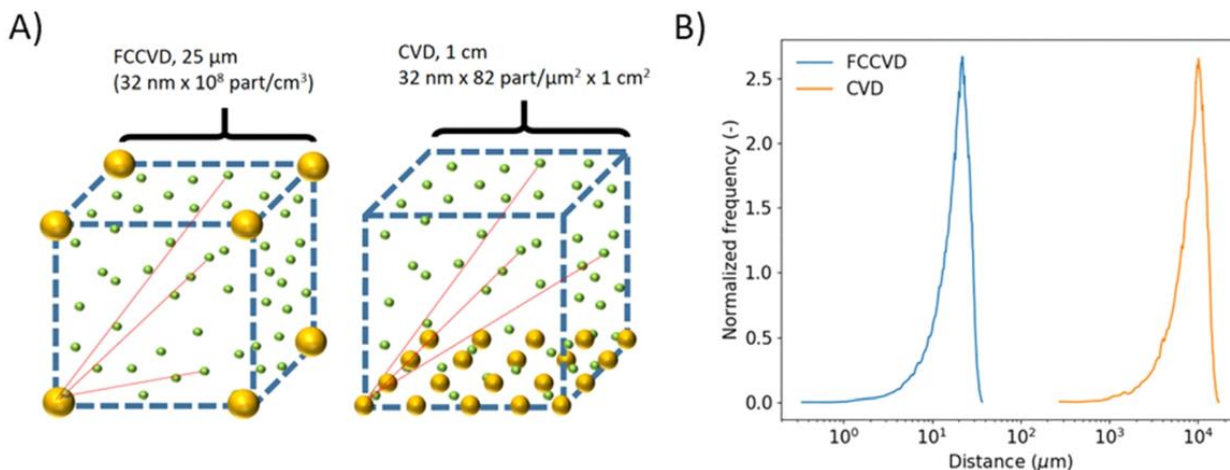 A)
FCCVD, 25 μm
(32 nm x 10⁸ part/cm³)
CVD, 1 cm
32 nm x 82 part/μm² x 1 cm²
B)
FCCVD
CVD
Normalized frequency (-)
2.5
2.0
1.5
1.0
0.5
0.0
10⁰
10¹
10²
10³
10⁴
Distance (μm)